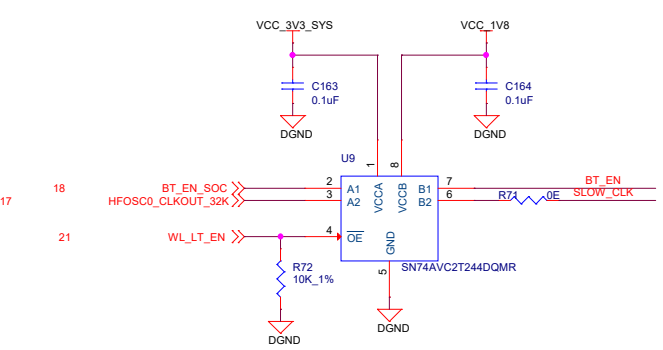 VCC_3V3_SYS
VCC_1V8
C163
0.1uF
C164
0.1uF
DGND
DGND
U9
1
8
18
BT_EN_SOC
2
A1
VCCA
VCCB
B1
7
BT_EN
17
HFOSC0_CLKOUT_32K
3
A2
B2
6
R71
0E
SLOW_CLK
21
WL_LT_EN
4
OE
GND
5
SN74AVC2T244DQMR
R72
10K_1%
DGND
DGND